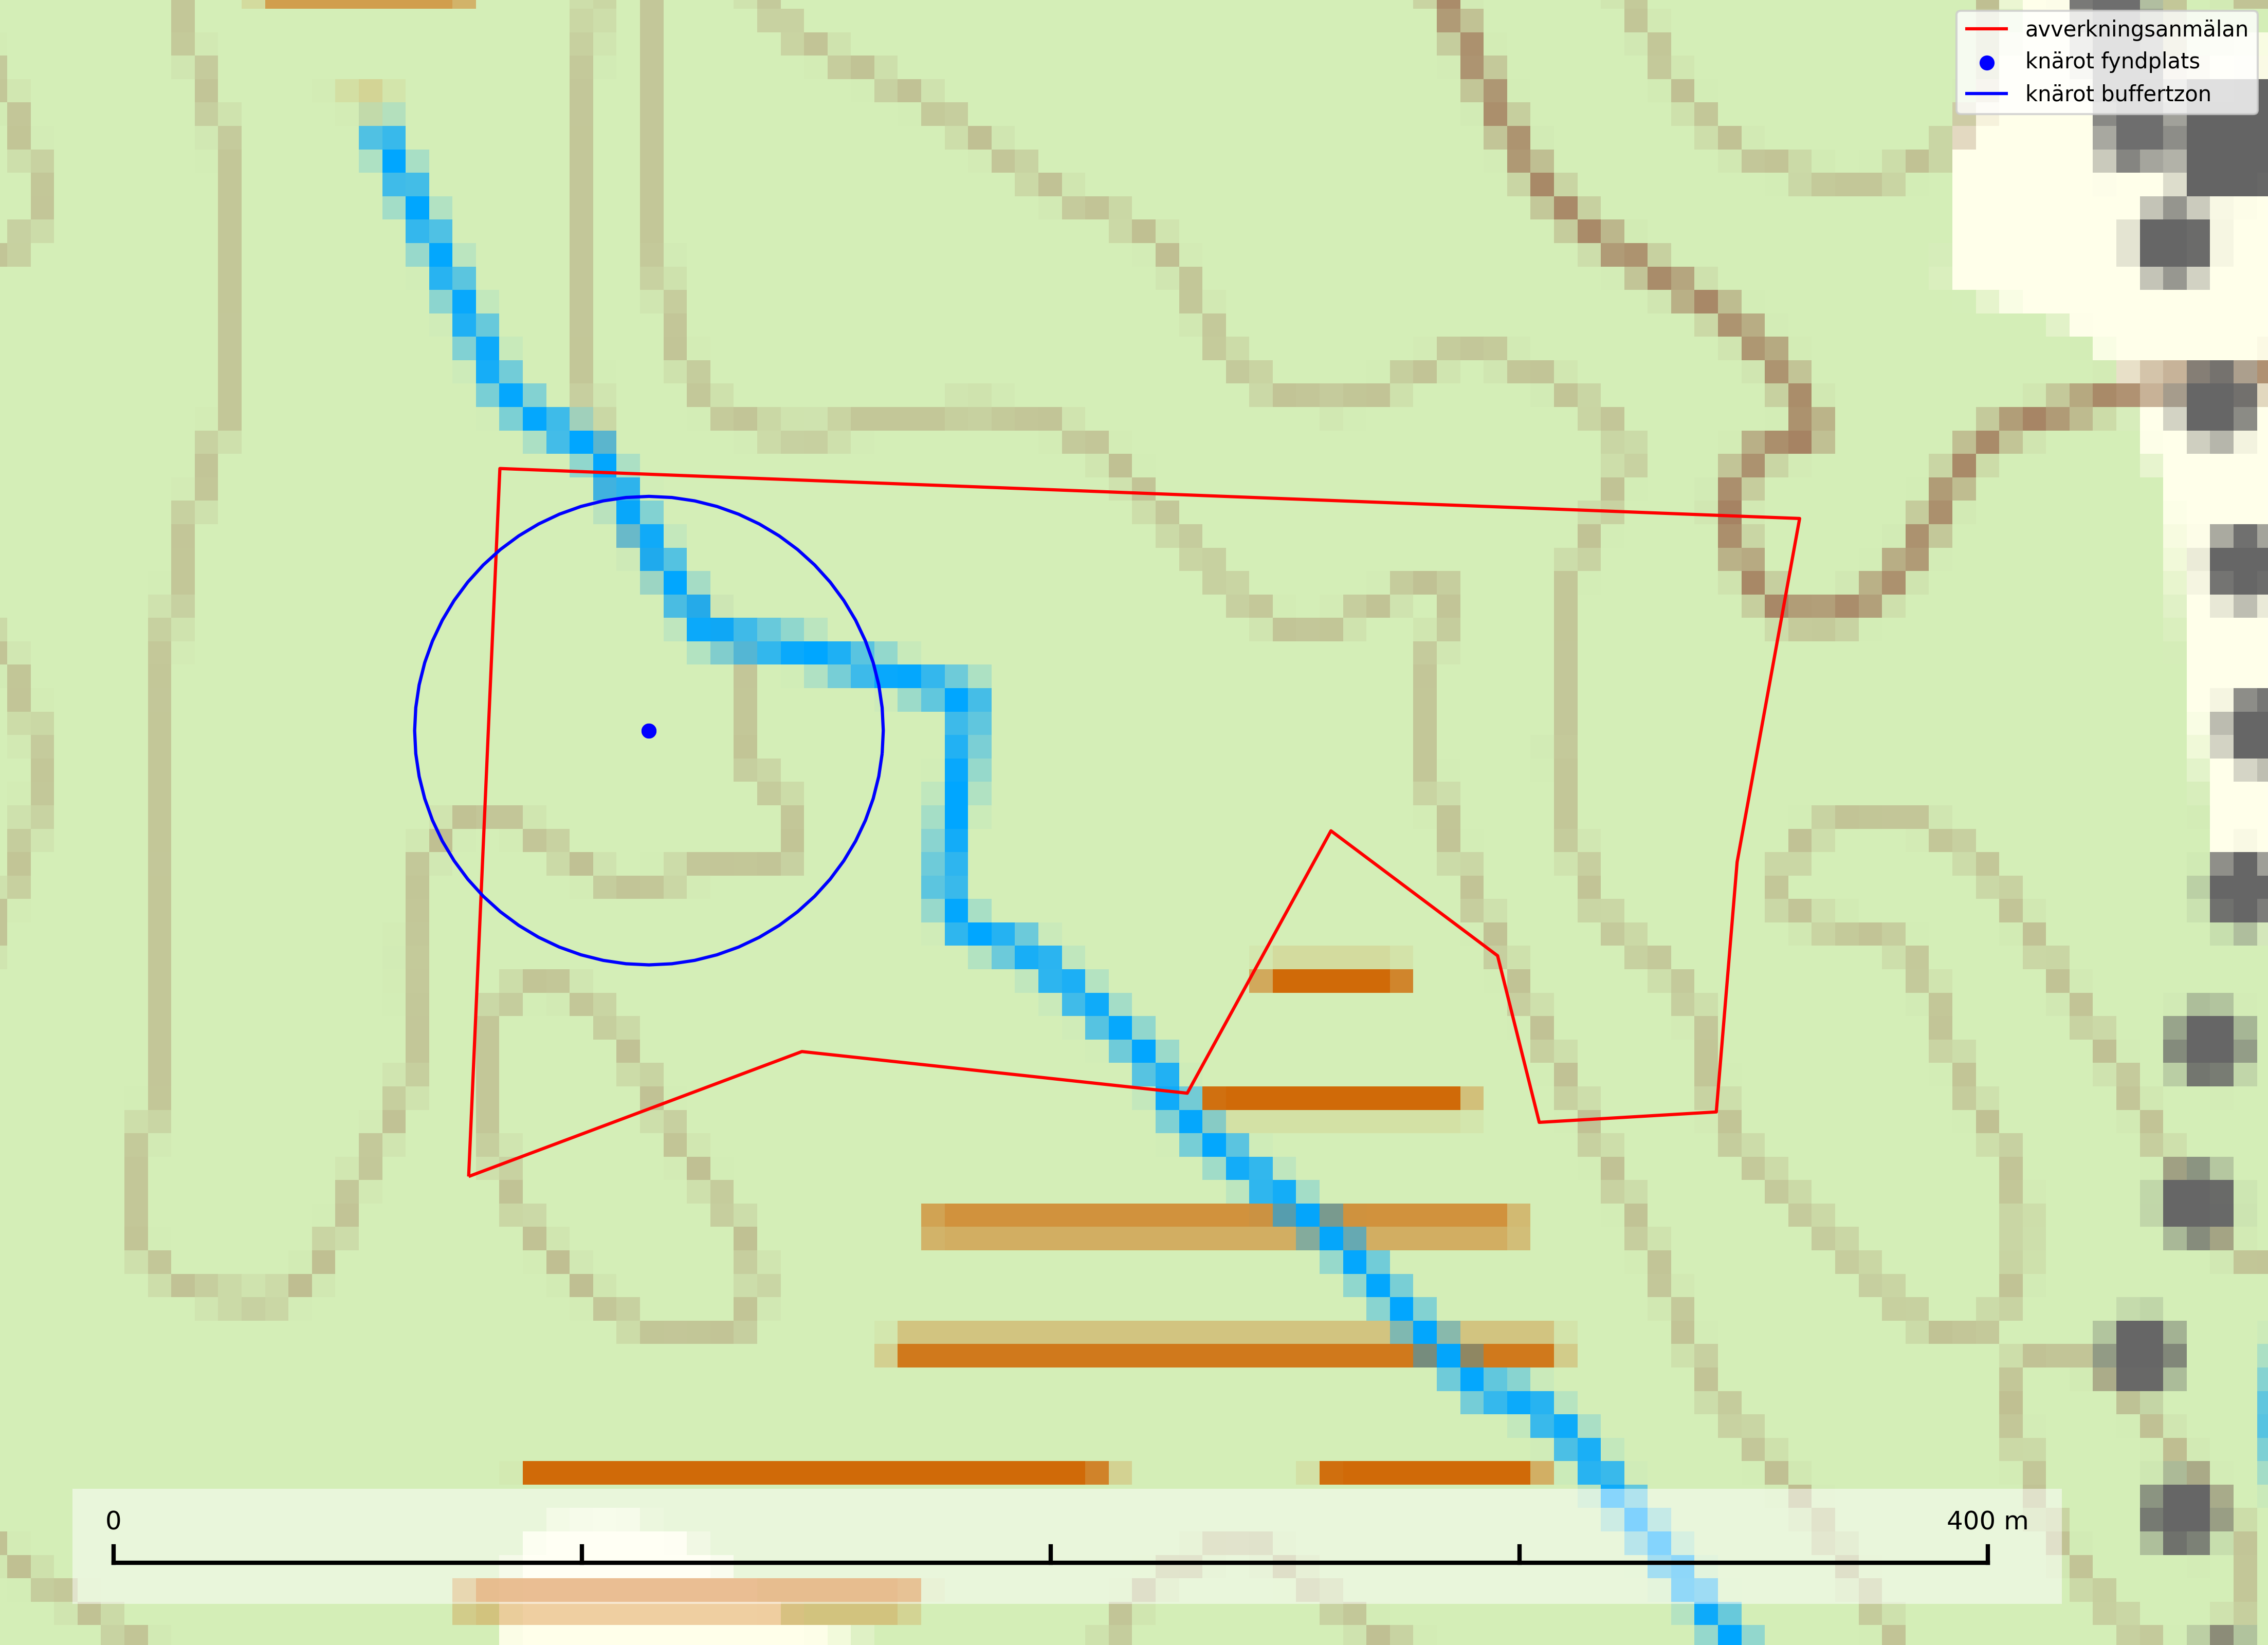 avverkningsanmälan
knärot fyndplats
knärot buffertzon
0
400 m